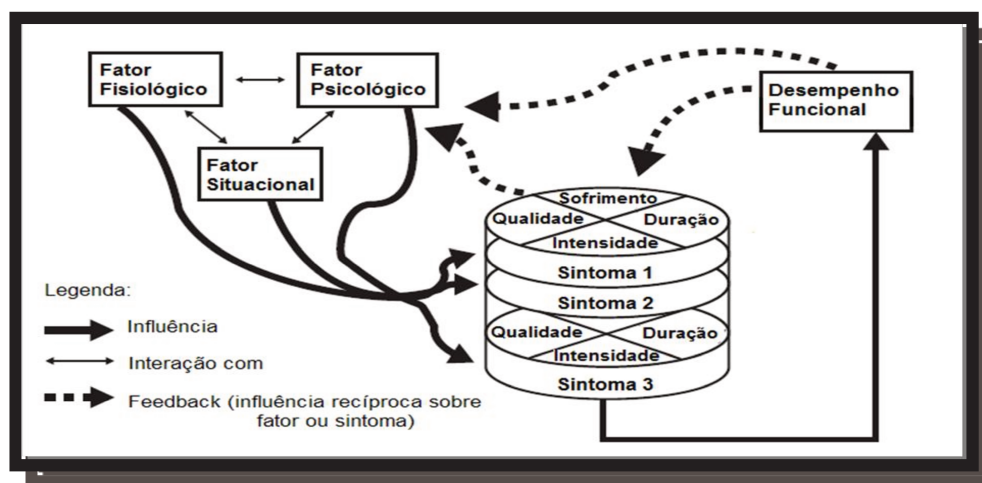 Fator
Fisiológico
Fator
Psicológico
Desempenho
Funcional
Fator
Situacional
Sofrimento
Qualidade
Duração
Intensidade
Sintoma 1
Sintoma 2
Qualidade
Duração
Intensidade
Sintoma 3
Legenda:
Influência
Interação com
Feedback (influência recíproca sobre
fator ou sintoma)